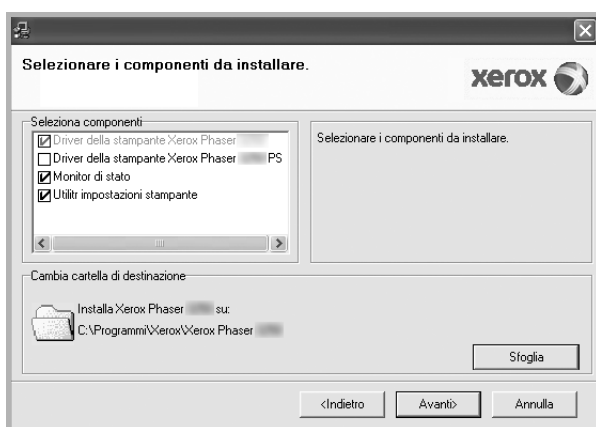 Selezionare i componenti da installare.
xerox
Seleziona componenti
Driver della stampante Xerox Phaser
Driver della stampante Xerox Phaser PS
Monitor di stato
Utilitr impostazioni stampante
Selezionare i componenti da installare.
Cambia cartella di destinazione
Installa Xerox Phaser su:
C:\Programmi\Xerox\Xerox Phaser
Sfoglia
<Indietro
Avanti>
Annulla